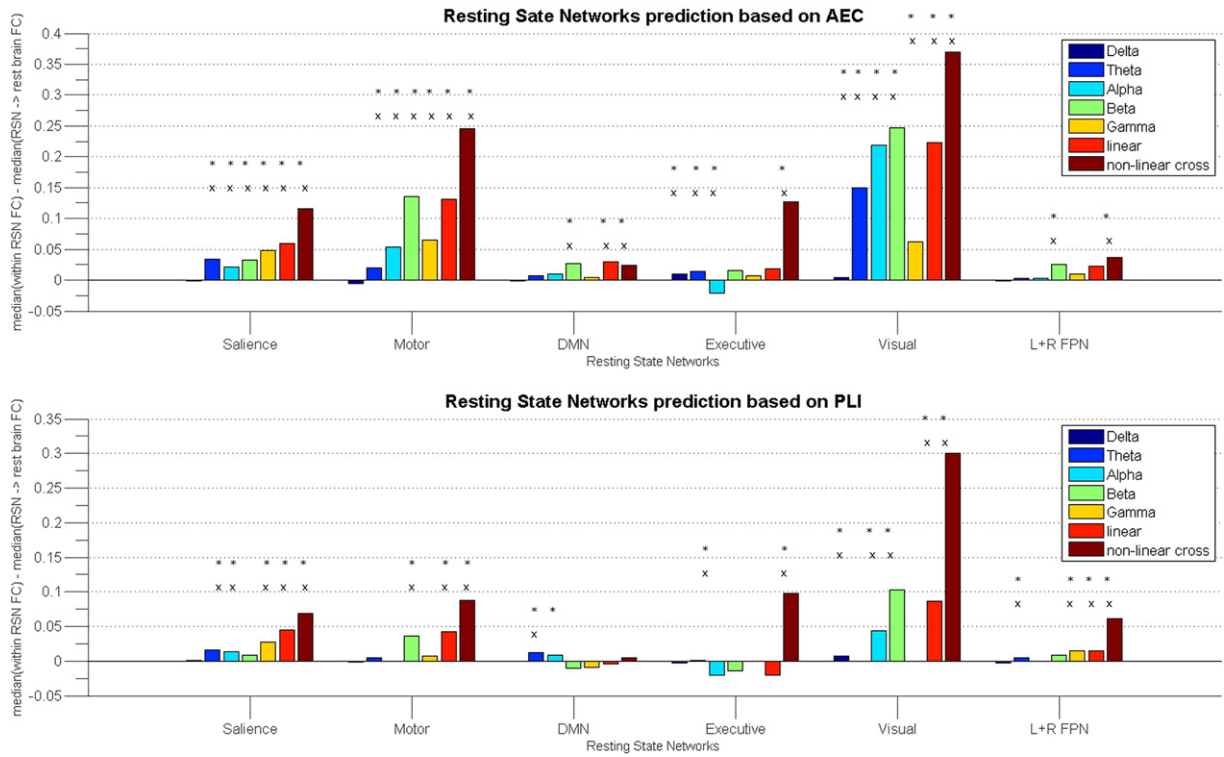 Resting Sate Networks prediction based on AEC
median(within RSN FC) - median(RSN -> rest brain FC)
0.4
0.35
0.3
0.25
0.2
0.15
0.1
0.05
0
-0.05
* * * * * *
x x x x x x
* * * * * *
x x x x x x
* * *
x x x
* * * *
x x x x
* * * * * * *
x x x x x x x
* *
x x
Delta
Theta
Alpha
Beta
Gamma
linear
non-linear cross
Salience Motor DMN Executive Visual L+R FPN
Resting State Networks
Resting State Networks prediction based on PLI
median(within RSN FC) - median(RSN -> rest brain FC)
0.35
0.3
0.25
0.2
0.15
0.1
0.05
0
-0.05
* * * * *
x x x x x
* * *
x x x
* *
x
* *
x x
* * * * *
x x x x x
* * * *
x x x x
Delta
Theta
Alpha
Beta
Gamma
linear
non-linear cross
Salience Motor DMN Executive Visual L+R FPN
Resting State Networks